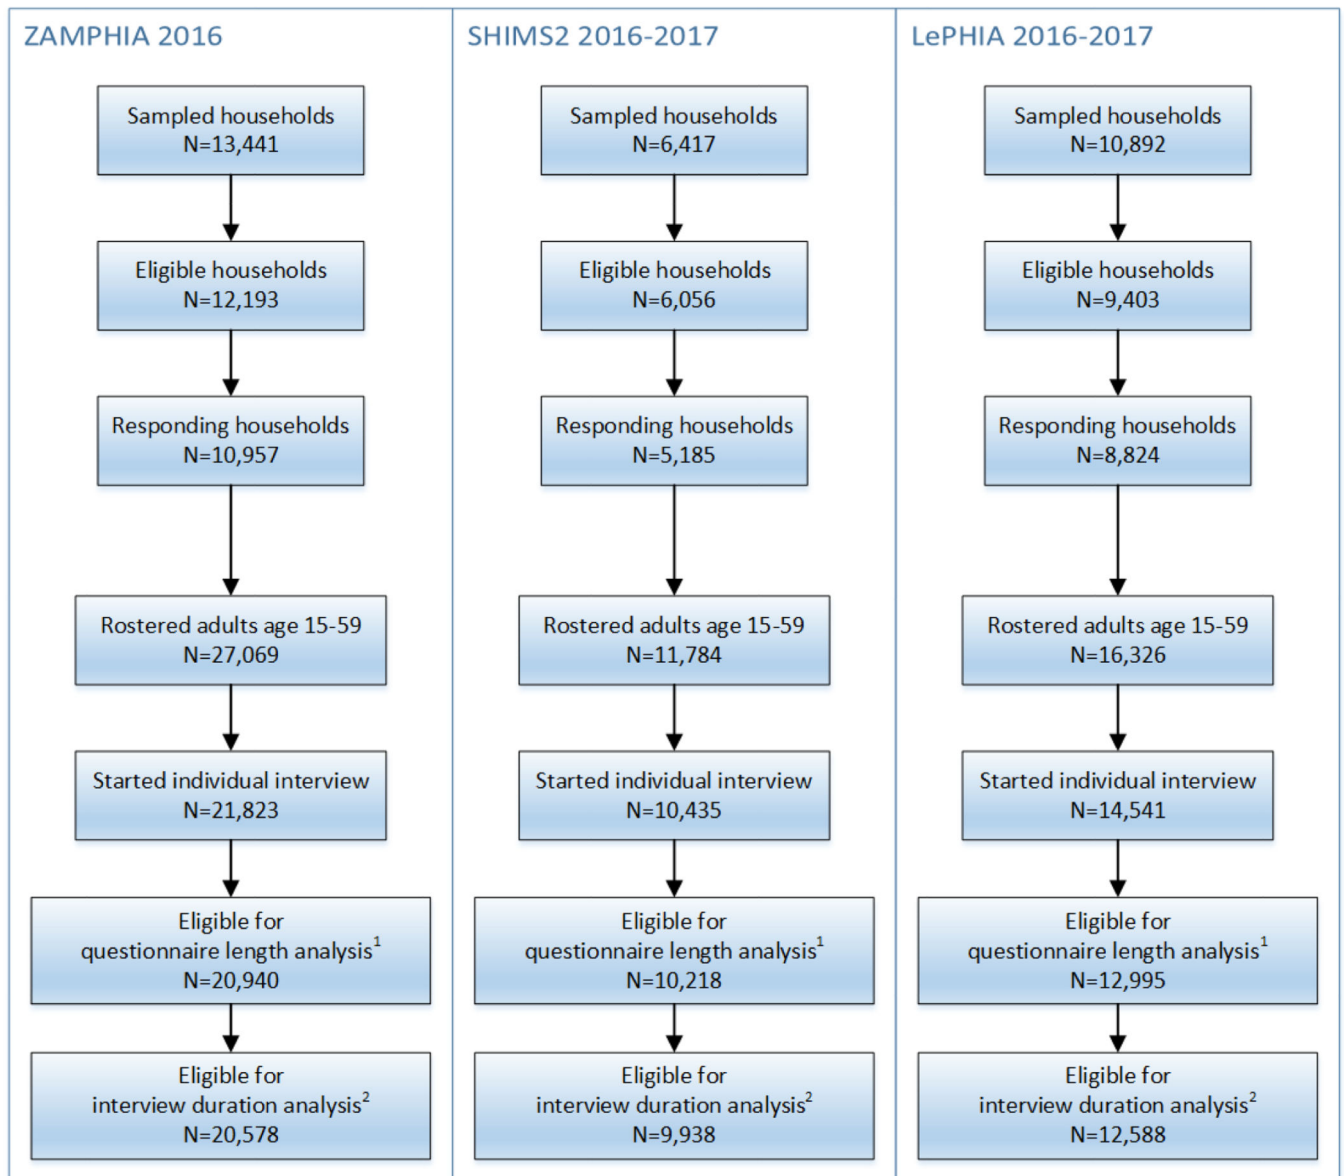 ZAMPHIA 2016
Sampled households
N=13,441
Eligible households
N=12,193
Responding households
N=10,957
Rostered adults age 15-59
N=27,069
Started individual interview
N=21,823
Eligible for
questionnaire length analysis¹
N=20,940
Eligible for
interview duration analysis²
N=20,578
SHIMS2 2016-2017
Sampled households
N=6,417
Eligible households
N=6,056
Responding households
N=5,185
Rostered adults age 15-59
N=11,784
Started individual interview
N=10,435
Eligible for
questionnaire length analysis¹
N=10,218
Eligible for
interview duration analysis²
N=9,938
LePHIA 2016-2017
Sampled households
N=10,892
Eligible households
N=9,403
Responding households
N=8,824
Rostered adults age 15-59
N=16,326
Started individual interview
N=14,541
Eligible for
questionnaire length analysis¹
N=12,995
Eligible for
interview duration analysis²
N=12,588